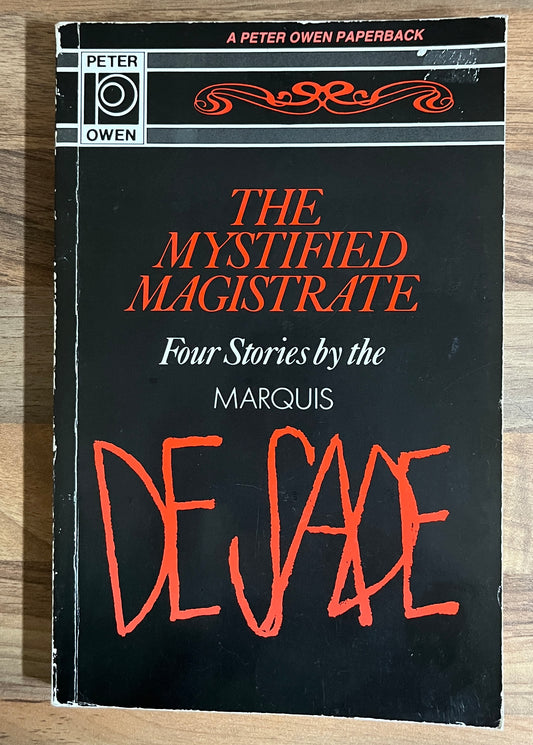 A PETER OWEN PAPERBACK
PETER
OWEN
THE
MYSTIFIED
MAGISTRATE
Four Stories by the
MARQUIS
DE SADE